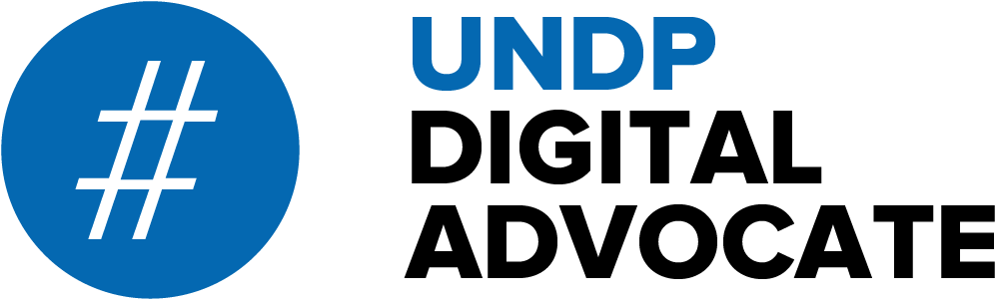 #
UNDP
DIGITAL
ADVOCATE